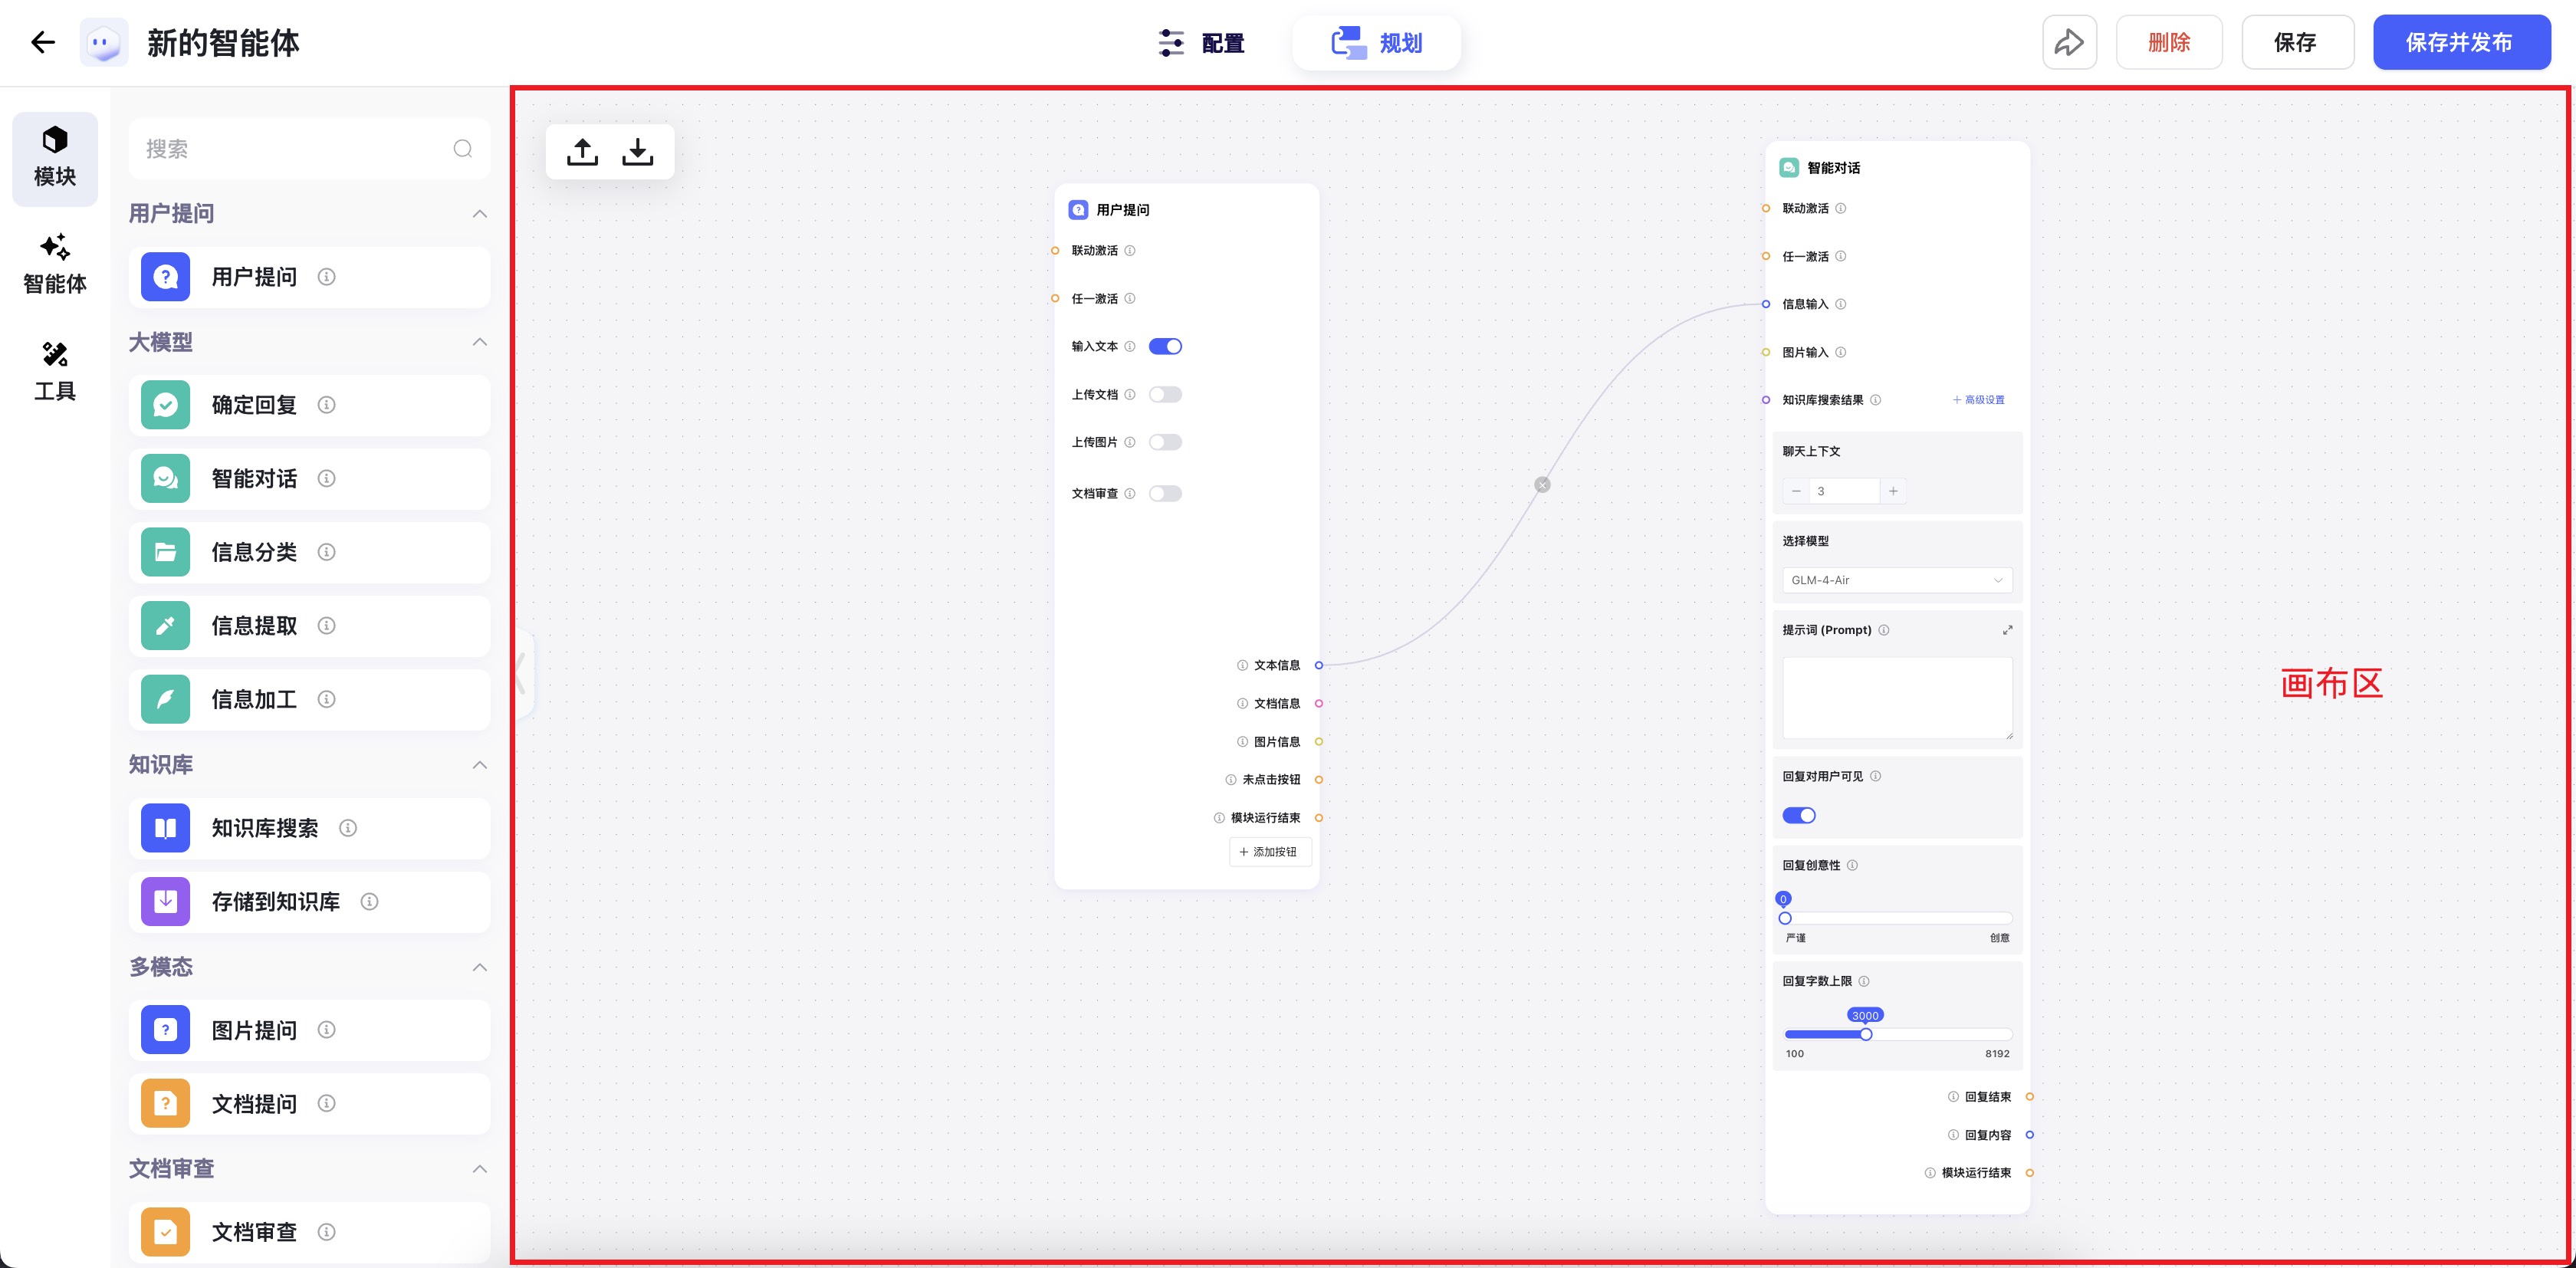 新的智能体
配置
规划
删除
保存
保存并发布
模块
智能体
工具
搜索
用户提问
用户提问
大模型
确定回复
智能对话
信息分类
信息提取
信息加工
知识库
知识库搜索
存储到知识库
多模态
图片提问
文档提问
文档审查
文档审查
用户提问
联动激活
任一激活
输入文本
上传文档
上传图片
文档审查
文本信息
文档信息
图片信息
未点击按钮
模块运行结束
+ 添加按钮
智能对话
联动激活
任一激活
信息输入
图片输入
知识库搜索结果 + 高级设置
聊天上下文
− 3 +
选择模型
GLM-4-Air
提示词 (Prompt)
回复对用户可见
回复创意性
0
严谨 创意
回复字数上限
3000
100 8192
回复结束
回复内容
模块运行结束
画布区